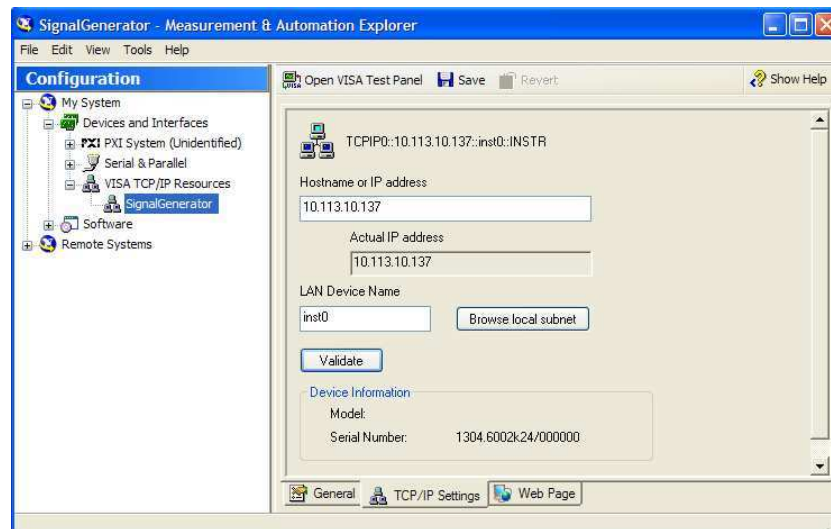 SignalGenerator - Measurement & Automation Explorer
File Edit View Tools Help
Configuration
My System
Devices and Interfaces
PXI PXI System (Unidentified)
Serial & Parallel
VISA TCP/IP Resources
SignalGenerator
Software
Remote Systems
Open VISA Test Panel Save Revert Show Help
TCPIP0::10.113.10.137::inst0::INSTR
Hostname or IP address
10.113.10.137
Actual IP address
10.113.10.137
LAN Device Name
inst0 Browse local subnet
Validate
Device Information
Model:
Serial Number: 1304.6002k24/000000
General TCP/IP Settings Web Page